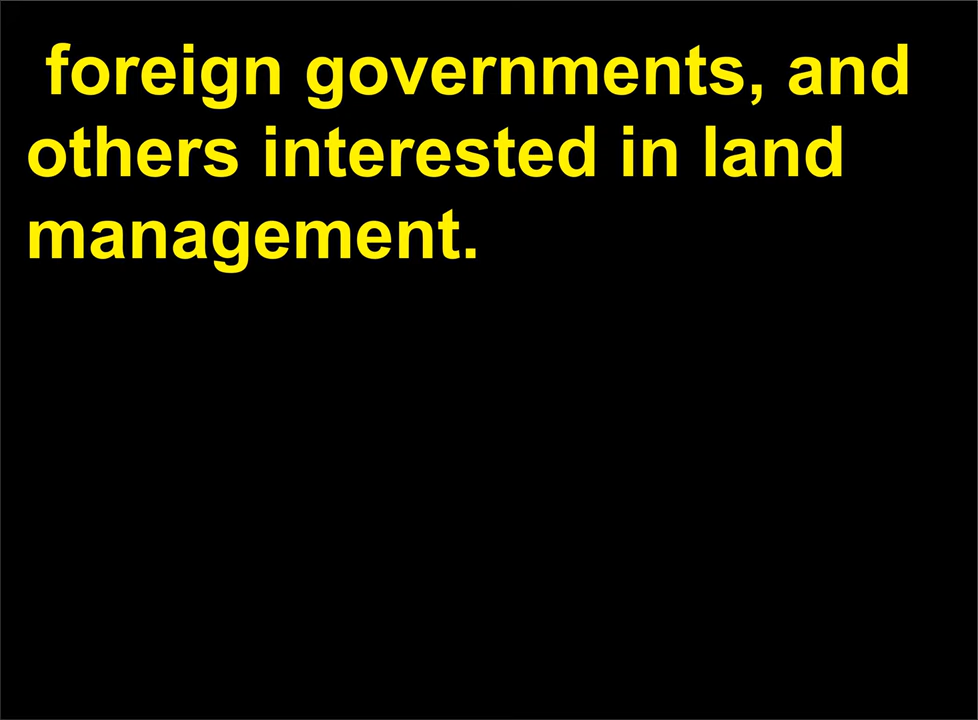 foreign governments, and
others interested in land
management.